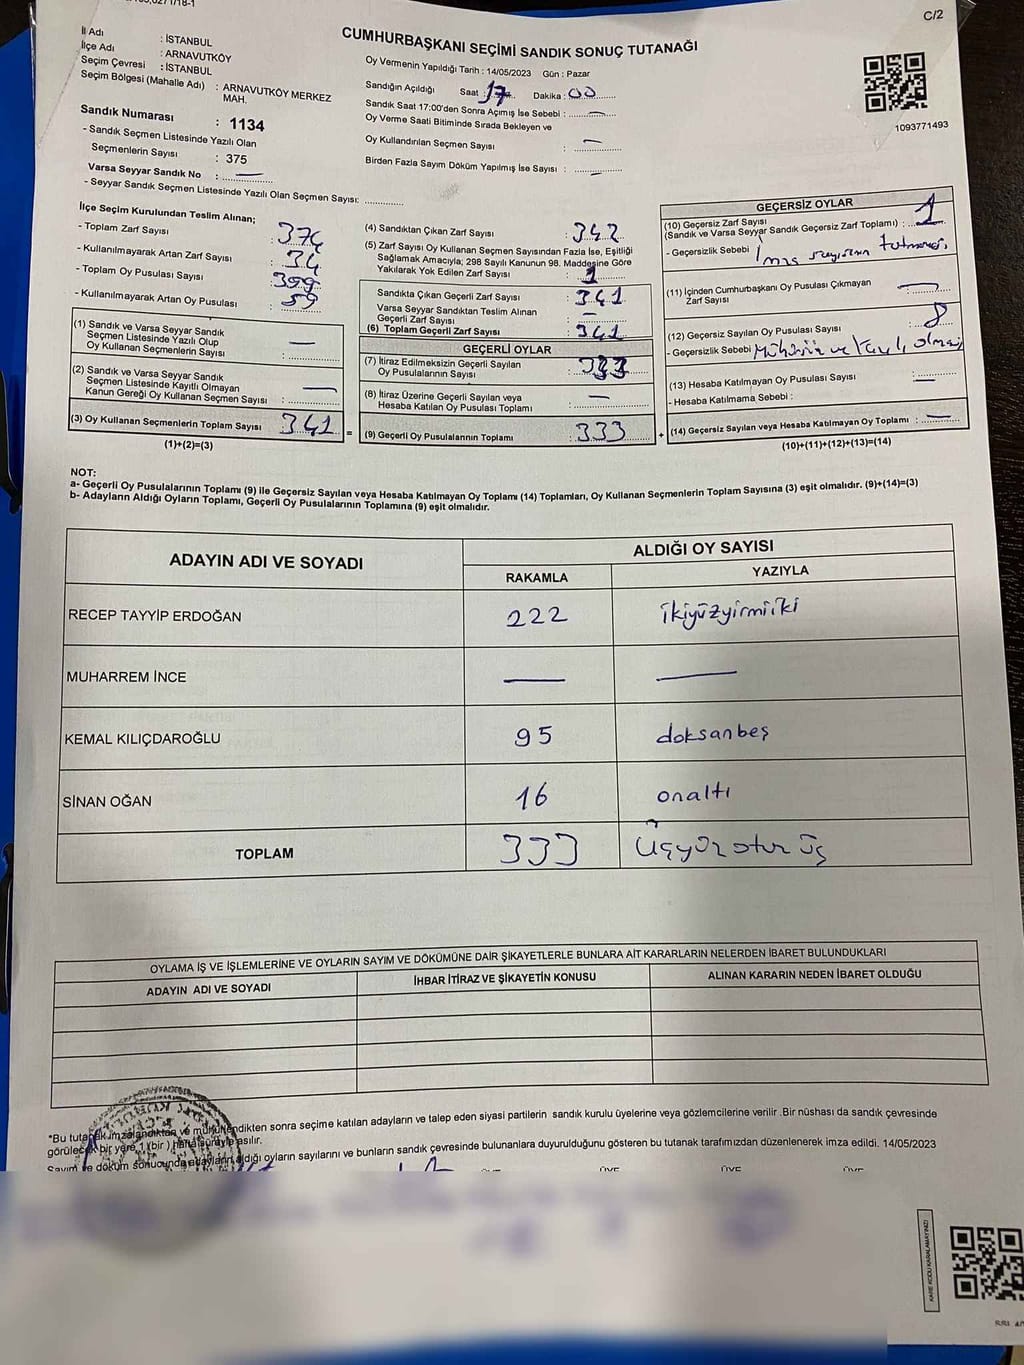 C/2
CUMHURBAŞKANI SEÇİMİ SANDIK SONUÇ TUTANAĞI
İl Adı : İSTANBUL
İlçe Adı : ARNAVUTKÖY
Seçim Çevresi : İSTANBUL
Seçim Bölgesi (Mahalle Adı) : ARNAVUTKÖY MERKEZ
MAH.
Sandık Numarası : 1134
- Sandık Seçmen Listesinde Yazılı Olan
Seçmenlerin Sayısı : 375
Varsa Seyyar Sandık No : —
- Seyyar Sandık Seçmen Listesinde Yazılı Olan Seçmen Sayısı: ............
Oy Vermenin Yapıldığı Tarih : 14/05/2023 Gün : Pazar
Sandığın Açıldığı Saat : 17 Dakika : 00
Sandık Saat 17:00'den Sonra Açımış İse Sebebi : —
Oy Verme Saati Bitiminde Sırada Bekleyen ve
Oy Kullandırılan Seçmen Sayısı : —
Birden Fazla Sayım Döküm Yapılmış İse Sayısı : —
1093771493
İlçe Seçim Kurulundan Teslim Alınan;
- Toplam Zarf Sayısı : 374
- Kullanılmayarak Artan Zarf Sayısı : 34
- Toplam Oy Pusulası Sayısı : 399
- Kullanılmayarak Artan Oy Pusulası : 59
(1) Sandık ve Varsa Seyyar Sandık
Seçmen Listesinde Yazılı Olup
Oy Kullanan Seçmenlerin Sayısı : —
(2) Sandık ve Varsa Seyyar Sandık
Seçmen Listesinde Kayıtlı Olmayan
Kanun Gereği Oy Kullanan Seçmen Sayısı : —
(3) Oy Kullanan Seçmenlerin Toplam Sayısı : 341 =
(1)+(2)=(3)
(4) Sandıktan Çıkan Zarf Sayısı : 342
(5) Zarf Sayısı Oy Kullanan Seçmen Sayısından Fazla İse, Eşitliği
Sağlamak Amacıyla; 298 Sayılı Kanunun 98. Maddesine Göre
Yakılarak Yok Edilen Zarf Sayısı : 1
Sandıkta Çıkan Geçerli Zarf Sayısı : 341
Varsa Seyyar Sandıktan Teslim Alınan
Geçerli Zarf Sayısı : —
(6) Toplam Geçerli Zarf Sayısı : 341
GEÇERLİ OYLAR
(7) İtiraz Edilmeksizin Geçerli Sayılan
Oy Pusulalarının Sayısı : 333
(8) İtiraz Üzerine Geçerli Sayılan veya
Hesaba Katılan Oy Pusulası Toplamı : —
(9) Geçerli Oy Pusulalarının Toplamı : 333 +
GEÇERSİZ OYLAR
(10) Geçersiz Zarf Sayısı
(Sandık ve Varsa Seyyar Sandık Geçersiz Zarf Toplamı) : 1
- Geçersizlik Sebebi : İmza sayısının tutmaması
(11) İçinden Cumhurbaşkanı Oy Pusulası Çıkmayan
Zarf Sayısı : —
(12) Geçersiz Sayılan Oy Pusulası Sayısı : 8
- Geçersizlik Sebebi
(13) Hesaba Katılmayan Oy Pusulası Sayısı : —
- Hesaba Katılmama Sebebi :
(14) Geçersiz Sayılan veya Hesaba Katılmayan Oy Toplamı : —
(10)+(11)+(12)+(13)=(14)
NOT:
a- Geçerli Oy Pusulalarının Toplamı (9) ile Geçersiz Sayılan veya Hesaba Katılmayan Oy Toplamı (14) Toplamları, Oy Kullanan Seçmenlerin Toplam Sayısına (3) eşit olmalıdır. (9)+(14)=(3)
b- Adayların Aldığı Oyların Toplamı, Geçerli Oy Pusulalarının Toplamına (9) eşit olmalıdır.
ADAYIN ADI VE SOYADI
ALDIĞI OY SAYISI
RAKAMLA YAZIYLA
RECEP TAYYİP ERDOĞAN 222 ikiyüzyirmiiki
MUHARREM İNCE — —
KEMAL KILIÇDAROĞLU 95 doksanbeş
SİNAN OĞAN 16 onaltı
TOPLAM 333 üçyüz otuz üç
OYLAMA İŞ VE İŞLEMLERİNE VE OYLARIN SAYIM VE DÖKÜMÜNE DAİR ŞİKAYETLERLE BUNLARA AİT KARARLARIN NELERDEN İBARET BULUNDUKLARI
ADAYIN ADI VE SOYADI İHBAR İTİRAZ VE ŞİKAYETİN KONUSU ALINAN KARARIN NEDEN İBARET OLDUĞU
*Bu tutanak imzalandıktan ve mühürlendikten sonra seçime katılan adayların ve talep eden siyasi partilerin sandık kurulu üyelerine veya gözlemcilerine verilir .Bir nüshası da sandık çevresinde
görülecek bir yere 1 (bir ) hafta süreyle asılır.
Sayım ve döküm sonucunda adayların aldığı oyların sayılarını ve bunların sandık çevresinde bulunanlara duyurulduğunu gösteren bu tutanak tarafımızdan düzenlenerek imza edildi. 14/05/2023
ÜYE ÜYE ÜYE ÜYE
KARE KODU KARALAMAYINIZ!